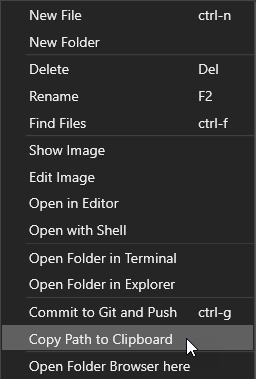 New File ctrl-n
New Folder
Delete Del
Rename F2
Find Files ctrl-f
Show Image
Edit Image
Open in Editor
Open with Shell
Open Folder in Terminal
Open Folder in Explorer
Commit to Git and Push ctrl-g
Copy Path to Clipboard
Open Folder Browser here